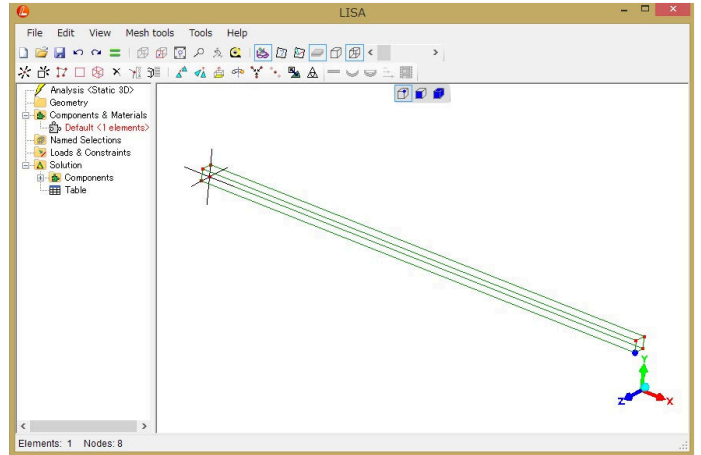 LISA
File Edit View Mesh tools Tools Help
Analysis <Static 3D>
Geometry
Components & Materials
Default <1 elements>
Named Selections
Loads & Constraints
Solution
Components
Table
Y
Z
X
Elements: 1 Nodes: 8